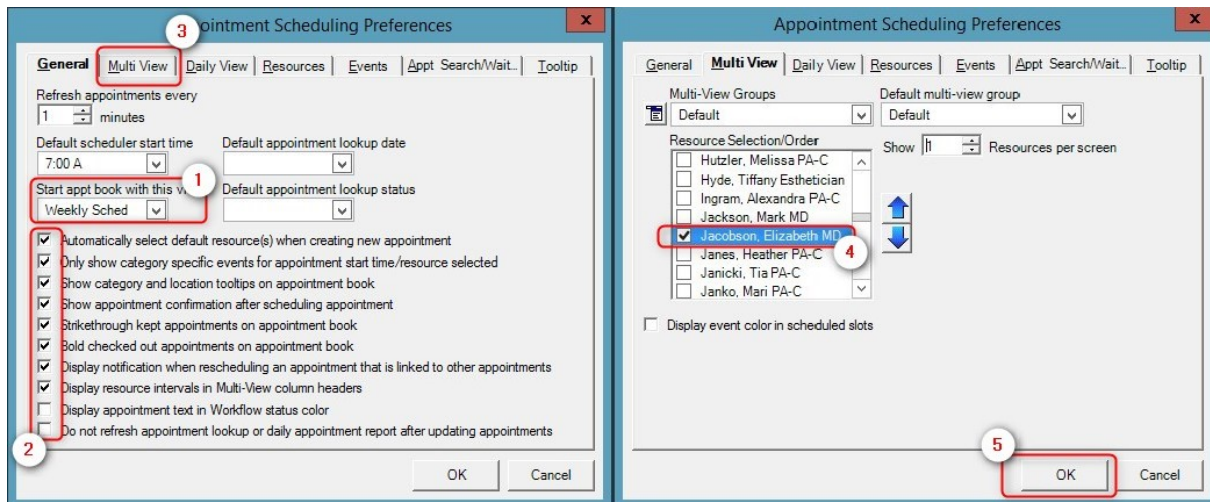 3
ointment Scheduling Preferences
x
General Multi View Daily View Resources Events Appt Search/Wait... Tooltip
Refresh appointments every
1 minutes
Default scheduler start time Default appointment lookup date
7:00 A
1
Start appt book with this v Default appointment lookup status
Weekly Sched
Automatically select default resource(s) when creating new appointment
Only show category specific events for appointment start time/resource selected
Show category and location tooltips on appointment book
Show appointment confirmation after scheduling appointment
Strikethrough kept appointments on appointment book
Bold checked out appointments on appointment book
Display notification when rescheduling an appointment that is linked to other appointments
Display resource intervals in Multi-View column headers
Display appointment text in Workflow status color
Do not refresh appointment lookup or daily appointment report after updating appointments
2
OK Cancel
Appointment Scheduling Preferences
x
General Multi View Daily View Resources Events Appt Search/Wait... Tooltip
Multi-View Groups Default multi-view group
Default Default
Resource Selection/Order Show 1 Resources per screen
Hutzler, Melissa PA-C
Hyde, Tiffany Esthetician
Ingram, Alexandra PA-C
Jackson, Mark MD
Jacobson, Elizabeth MD
4
Janes, Heather PA-C
Janicki, Tia PA-C
Janko, Mari PA-C
Display event color in scheduled slots
5
OK Cancel